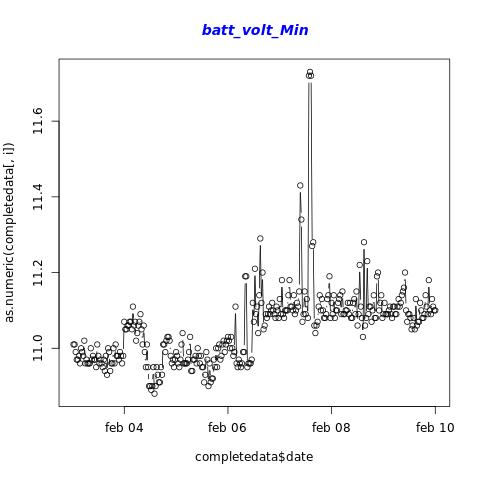 batt_volt_Min
as.numeric(completedata[, i])
11.6
11.4
11.2
11.0
feb 04 feb 06 feb 08 feb 10
completedata$date